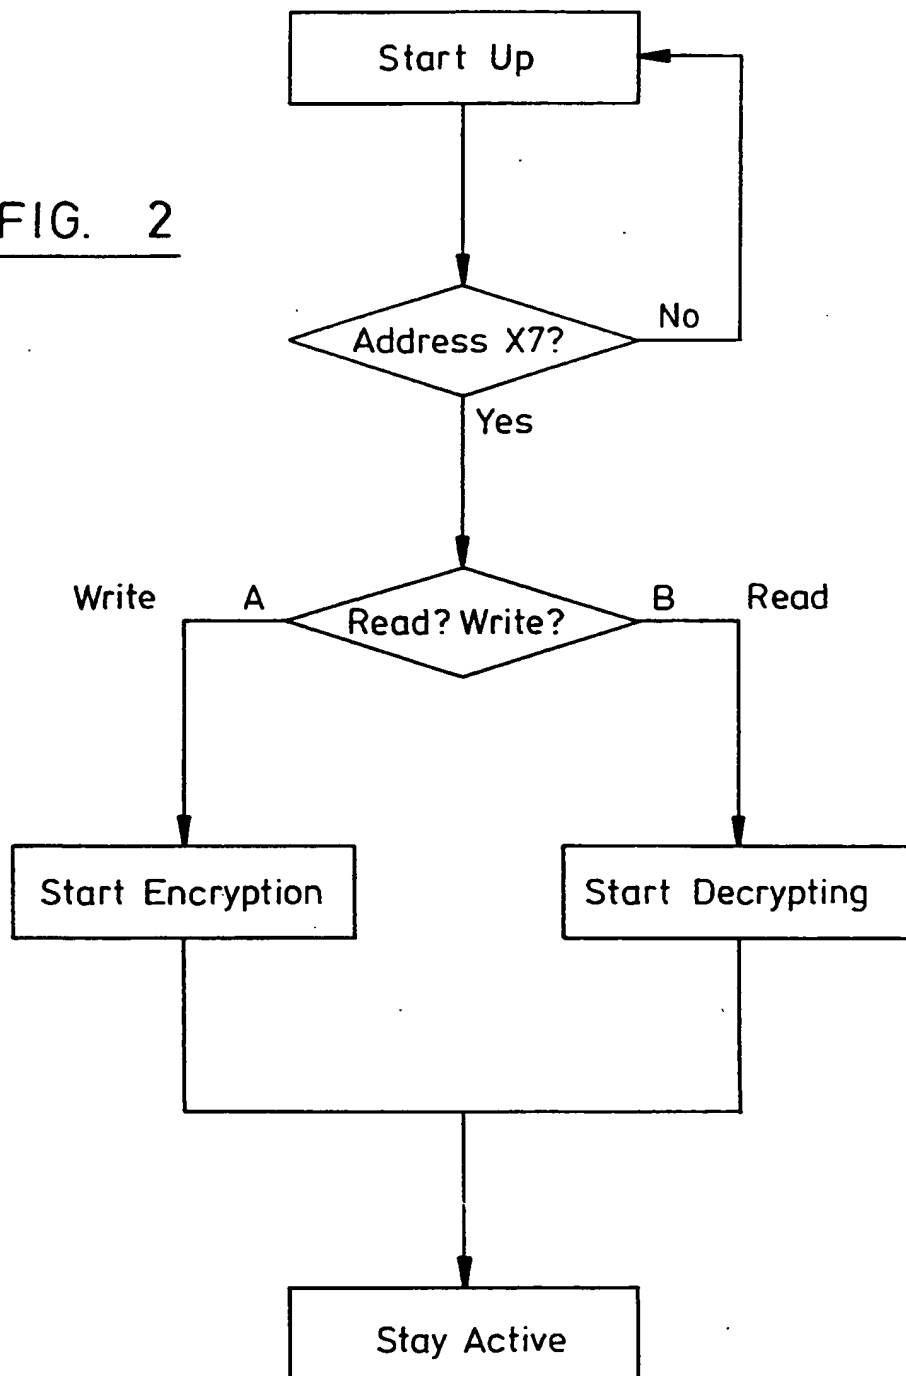 Start Up
FIG. 2
No
Address X7?
Yes
Write A B Read
Read? Write?
Start Encryption
Start Decrypting
Stay Active